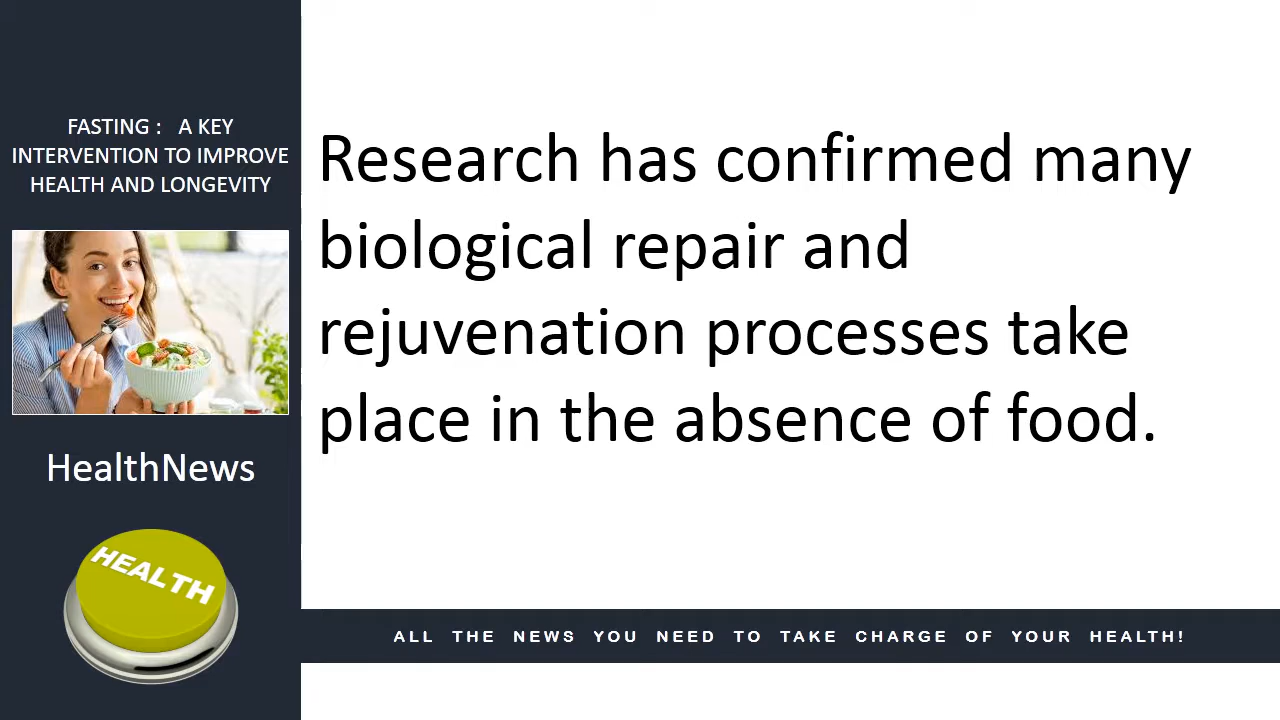 FASTING : A KEY
INTERVENTION TO IMPROVE
HEALTH AND LONGEVITY
HealthNews
HEALTH
Research has confirmed many
biological repair and
rejuvenation processes take
place in the absence of food.
ALL THE NEWS YOU NEED TO TAKE CHARGE OF YOUR HEALTH!